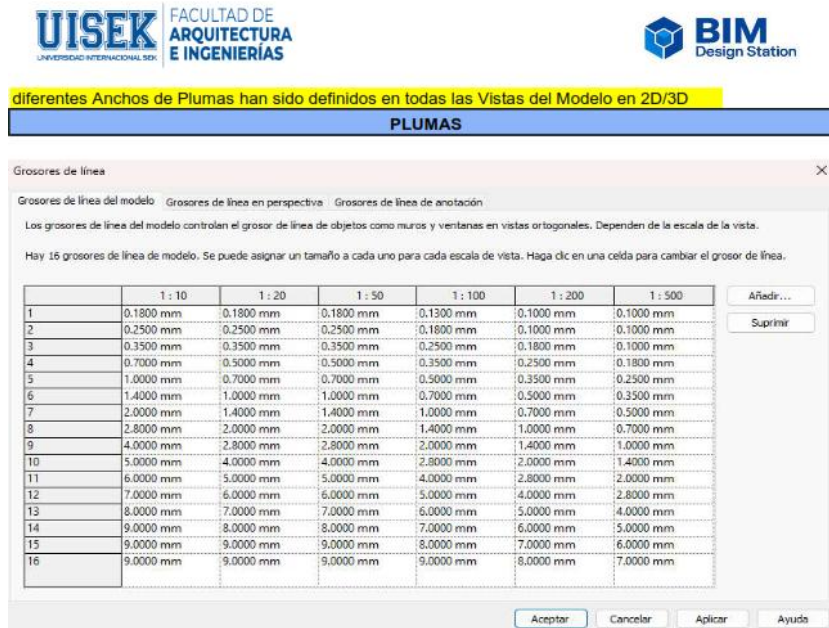 UISEK
UNIVERSIDAD INTERNACIONAL SEK
FACULTAD DE
ARQUITECTURA
E INGENIERÍAS
BIM
Design Station
diferentes Anchos de Plumas han sido definidos en todas las Vistas del Modelo en 2D/3D
PLUMAS
Grosores de línea
Grosores de línea del modelo Grosores de línea en perspectiva Grosores de línea de anotación
Los grosores de línea del modelo controlan el grosor de línea de objetos como muros y ventanas en vistas ortogonales. Dependen de la escala de la vista.
Hay 16 grosores de línea de modelo. Se puede asignar un tamaño a cada uno para cada escala de vista. Haga clic en una celda para cambiar el grosor de línea.
1 : 10 1 : 20 1 : 50 1 : 100 1 : 200 1 : 500 Añadir...
1 0.1800 mm 0.1800 mm 0.1800 mm 0.1300 mm 0.1000 mm 0.1000 mm
Suprimir
2 0.2500 mm 0.2500 mm 0.2500 mm 0.1800 mm 0.1000 mm 0.1000 mm
3 0.3500 mm 0.3500 mm 0.3500 mm 0.2500 mm 0.1800 mm 0.1000 mm
4 0.7000 mm 0.5000 mm 0.5000 mm 0.3500 mm 0.2500 mm 0.1800 mm
5 1.0000 mm 0.7000 mm 0.7000 mm 0.5000 mm 0.3500 mm 0.2500 mm
6 1.4000 mm 1.0000 mm 1.0000 mm 0.7000 mm 0.5000 mm 0.3500 mm
7 2.0000 mm 1.4000 mm 1.4000 mm 1.0000 mm 0.7000 mm 0.5000 mm
8 2.8000 mm 2.0000 mm 2.0000 mm 1.4000 mm 1.0000 mm 0.7000 mm
9 4.0000 mm 2.8000 mm 2.8000 mm 2.0000 mm 1.4000 mm 1.0000 mm
10 5.0000 mm 4.0000 mm 4.0000 mm 2.8000 mm 2.0000 mm 1.4000 mm
11 6.0000 mm 5.0000 mm 5.0000 mm 4.0000 mm 2.8000 mm 2.0000 mm
12 7.0000 mm 6.0000 mm 6.0000 mm 5.0000 mm 4.0000 mm 2.8000 mm
13 8.0000 mm 7.0000 mm 7.0000 mm 6.0000 mm 5.0000 mm 4.0000 mm
14 9.0000 mm 8.0000 mm 8.0000 mm 7.0000 mm 6.0000 mm 5.0000 mm
15 9.0000 mm 9.0000 mm 9.0000 mm 8.0000 mm 7.0000 mm 6.0000 mm
16 9.0000 mm 9.0000 mm 9.0000 mm 9.0000 mm 8.0000 mm 7.0000 mm
Aceptar Cancelar Aplicar Ayuda